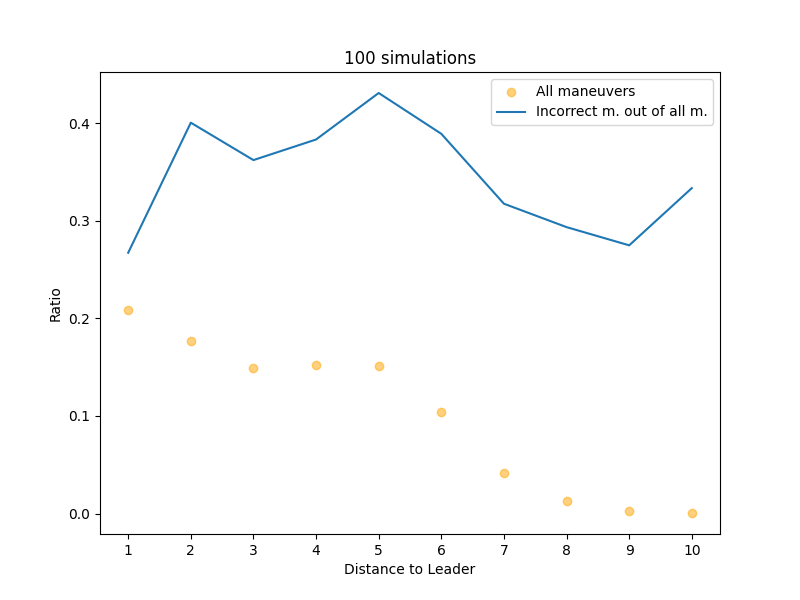 100 simulations
All maneuvers
Incorrect m. out of all m.
Ratio
0.4
0.3
0.2
0.1
0.0
1 2 3 4 5 6 7 8 9 10
Distance to Leader